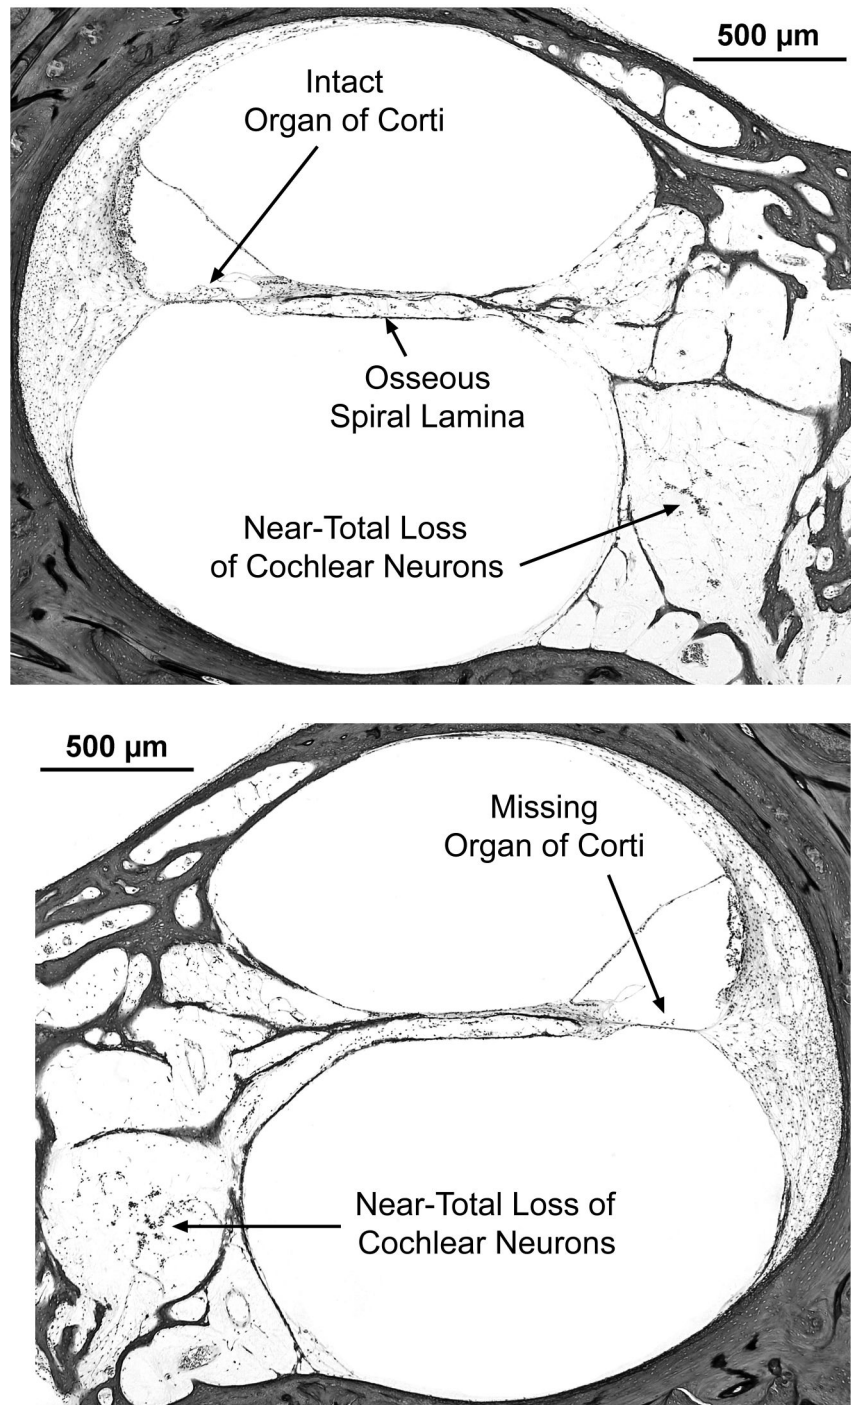 500 µm
Intact
Organ of Corti
Osseous
Spiral Lamina
Near-Total Loss
of Cochlear Neurons
500 µm
Missing
Organ of Corti
Near-Total Loss of
Cochlear Neurons